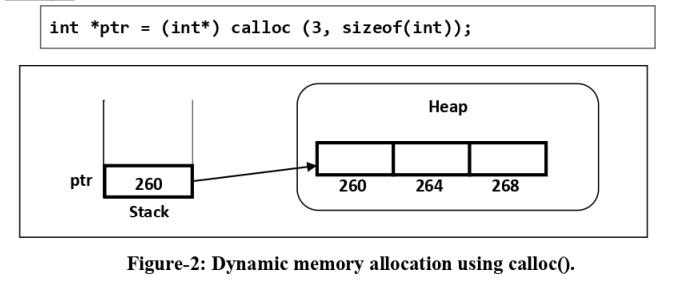 int *ptr = (int*) calloc (3, sizeof(int));
Heap
ptr 260
260 264 268
Stack
Figure-2: Dynamic memory allocation using calloc().